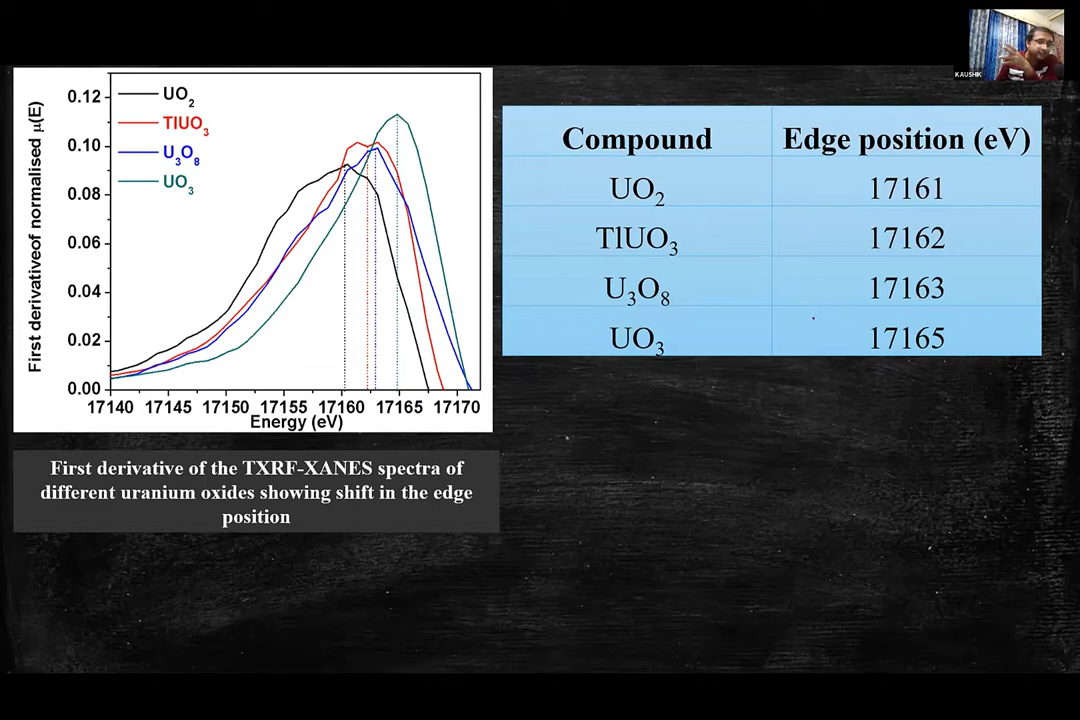 KAUSHIK
First derivative of normalised μ(E)
0.12
0.10
0.08
0.06
0.04
0.02
0.00
UO2
TlUO3
U3O8
UO3
17140 17145 17150 17155 17160 17165 17170
Energy (eV)
First derivative of the TXRF-XANES spectra of
different uranium oxides showing shift in the edge
position
Compound Edge position (eV)
UO2 17161
TlUO3 17162
U3O8 17163
UO3 17165